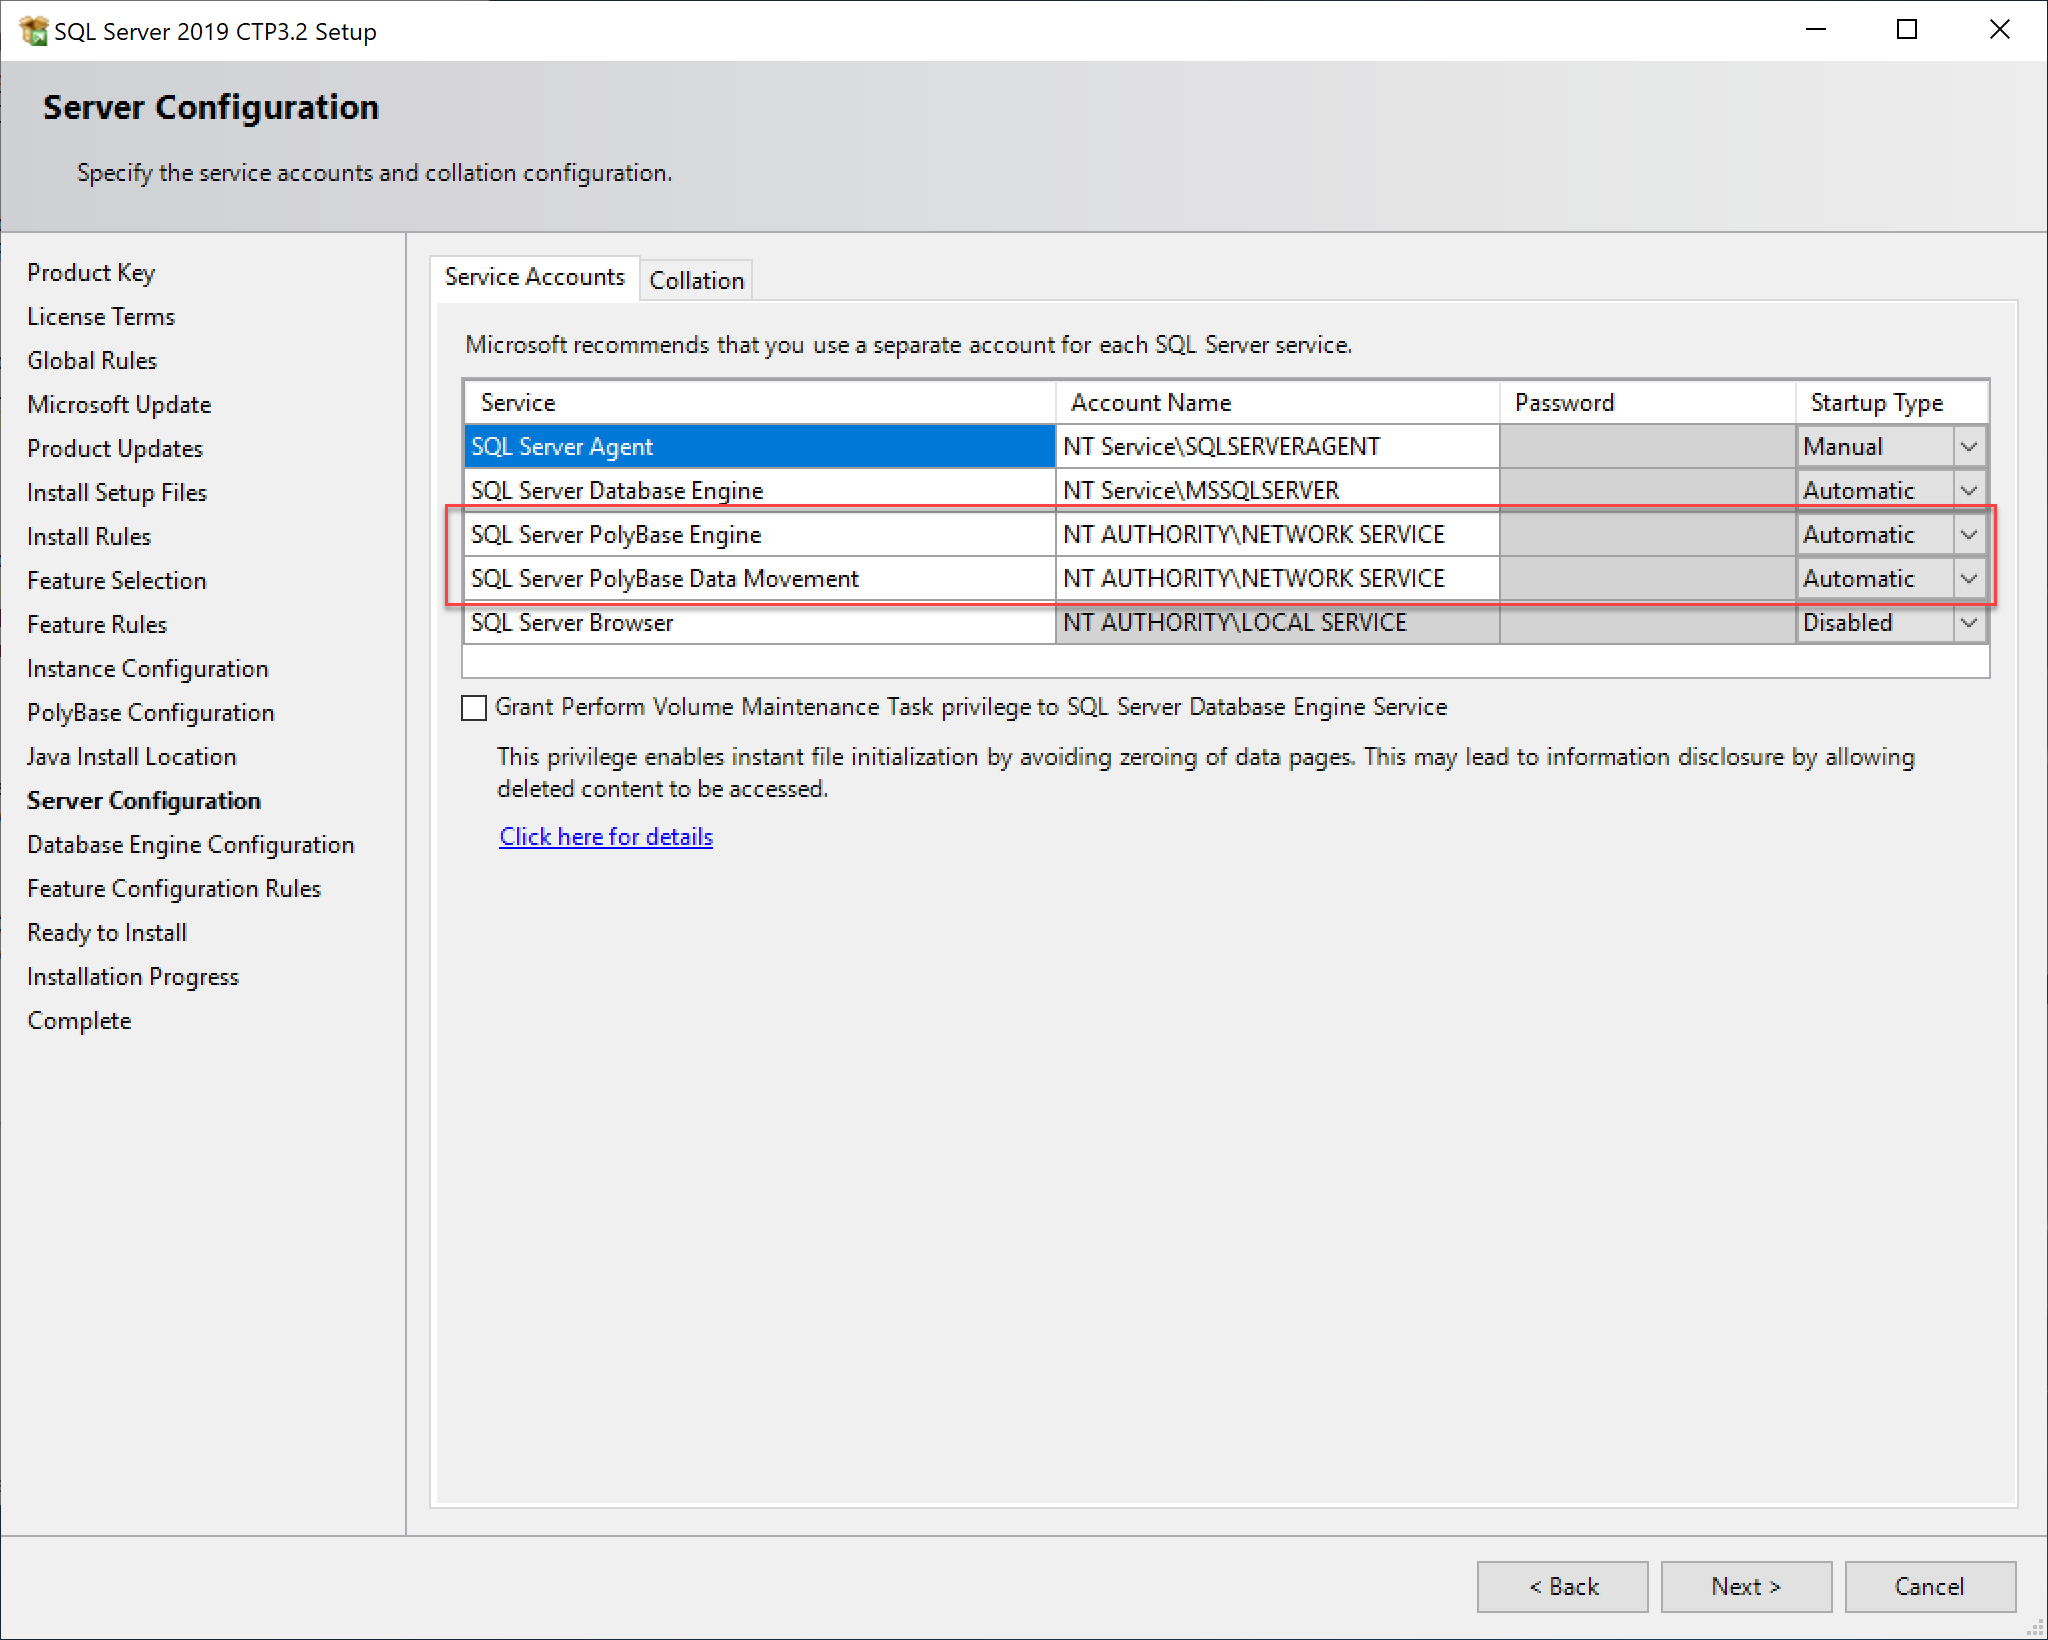 SQL Server 2019 CTP3.2 Setup
Server Configuration
Specify the service accounts and collation configuration.
Product Key
License Terms
Global Rules
Microsoft Update
Product Updates
Install Setup Files
Install Rules
Feature Selection
Feature Rules
Instance Configuration
PolyBase Configuration
Java Install Location
Server Configuration
Database Engine Configuration
Feature Configuration Rules
Ready to Install
Installation Progress
Complete
Service Accounts Collation
Microsoft recommends that you use a separate account for each SQL Server service.
Service Account Name Password Startup Type
SQL Server Agent NT Service\SQLSERVERAGENT Manual
SQL Server Database Engine NT Service\MSSQLSERVER Automatic
SQL Server PolyBase Engine NT AUTHORITY\NETWORK SERVICE Automatic
SQL Server PolyBase Data Movement NT AUTHORITY\NETWORK SERVICE Automatic
SQL Server Browser NT AUTHORITY\LOCAL SERVICE Disabled
Grant Perform Volume Maintenance Task privilege to SQL Server Database Engine Service
This privilege enables instant file initialization by avoiding zeroing of data pages. This may lead to information disclosure by allowing
deleted content to be accessed.
Click here for details
< Back Next > Cancel